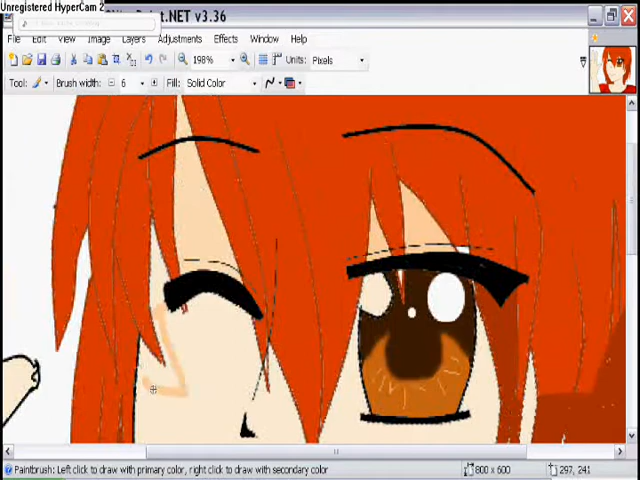 Unregistered HyperCam 2
Paint.NET v3.36
File Edit View Image Layers Adjustments Effects Window Help
198% Units: Pixels
Tool: Brush width: 6 Fill: Solid Color
Paintbrush: Left click to draw with primary color, right click to draw with secondary color 800 x 600 297, 241